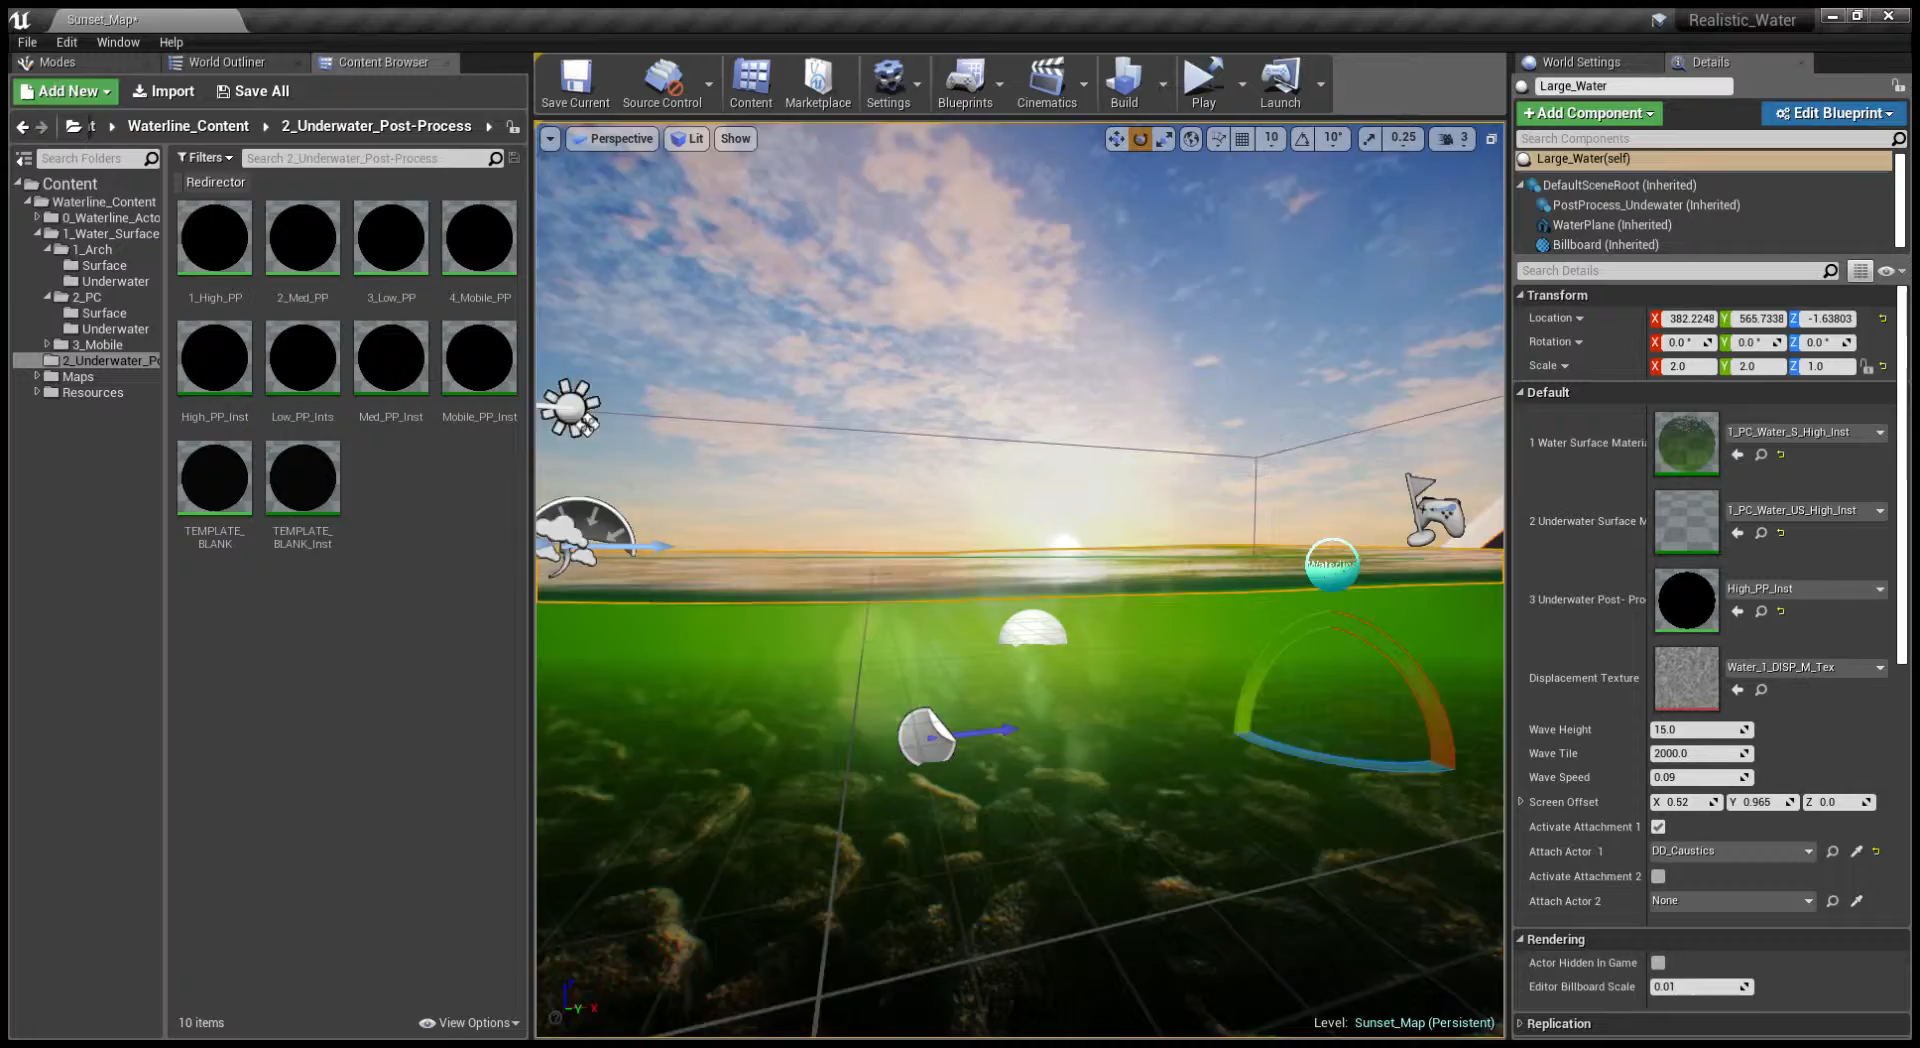 Sunset_Map*
Realistic_Water
File Edit Window Help
Modes
World Outliner
Content Browser
World Settings
Details
Add New
Import
Save All
Save Current
Source Control
Content
Marketplace
Settings
Blueprints
Cinematics
Build
Play
Launch
Large_Water
+Add Component
Edit Blueprint
t
Waterline_Content
2_Underwater_Post-Process
Search Components
Perspective
Lit
Show
10
10°
0.25
3
Search Folders
Filters
Search 2_Underwater_Post-Process
Large_Water(self)
Redirector
DefaultSceneRoot (Inherited)
PostProcess_Undewater (Inherited)
WaterPlane (Inherited)
Billboard (Inherited)
Content
Waterline_Content
0_Waterline_Acto
1_Water_Surface
1_Arch
Surface
Underwater
2_PC
Surface
Underwater
3_Mobile
2_Underwater_Po
Maps
Resources
1_High_PP
2_Med_PP
3_Low_PP
4_Mobile_PP
High_PP_Inst
Low_PP_Ints
Med_PP_Inst
Mobile_PP_Inst
TEMPLATE_
BLANK
TEMPLATE_
BLANK_Inst
10 items
View Options
Waterline
Level: Sunset_Map (Persistent)
Y X
Search Details
Transform
Location X 382.2248 Y 565.7338 Z -1.63803
Rotation X 0.0 ° Y 0.0 ° Z 0.0 °
Scale X 2.0 Y 2.0 Z 1.0
Default
1 Water Surface Materia
1_PC_Water_S_High_Inst
2 Underwater Surface M
1_PC_Water_US_High_Inst
3 Underwater Post- Pro
High_PP_Inst
Displacement Texture
Water_1_DISP_M_Tex
Wave Height 15.0
Wave Tile 2000.0
Wave Speed 0.09
Screen Offset X 0.52 Y 0.965 Z 0.0
Activate Attachment 1
Attach Actor 1 DD_Caustics
Activate Attachment 2
Attach Actor 2 None
Rendering
Actor Hidden In Game
Editor Billboard Scale 0.01
Replication